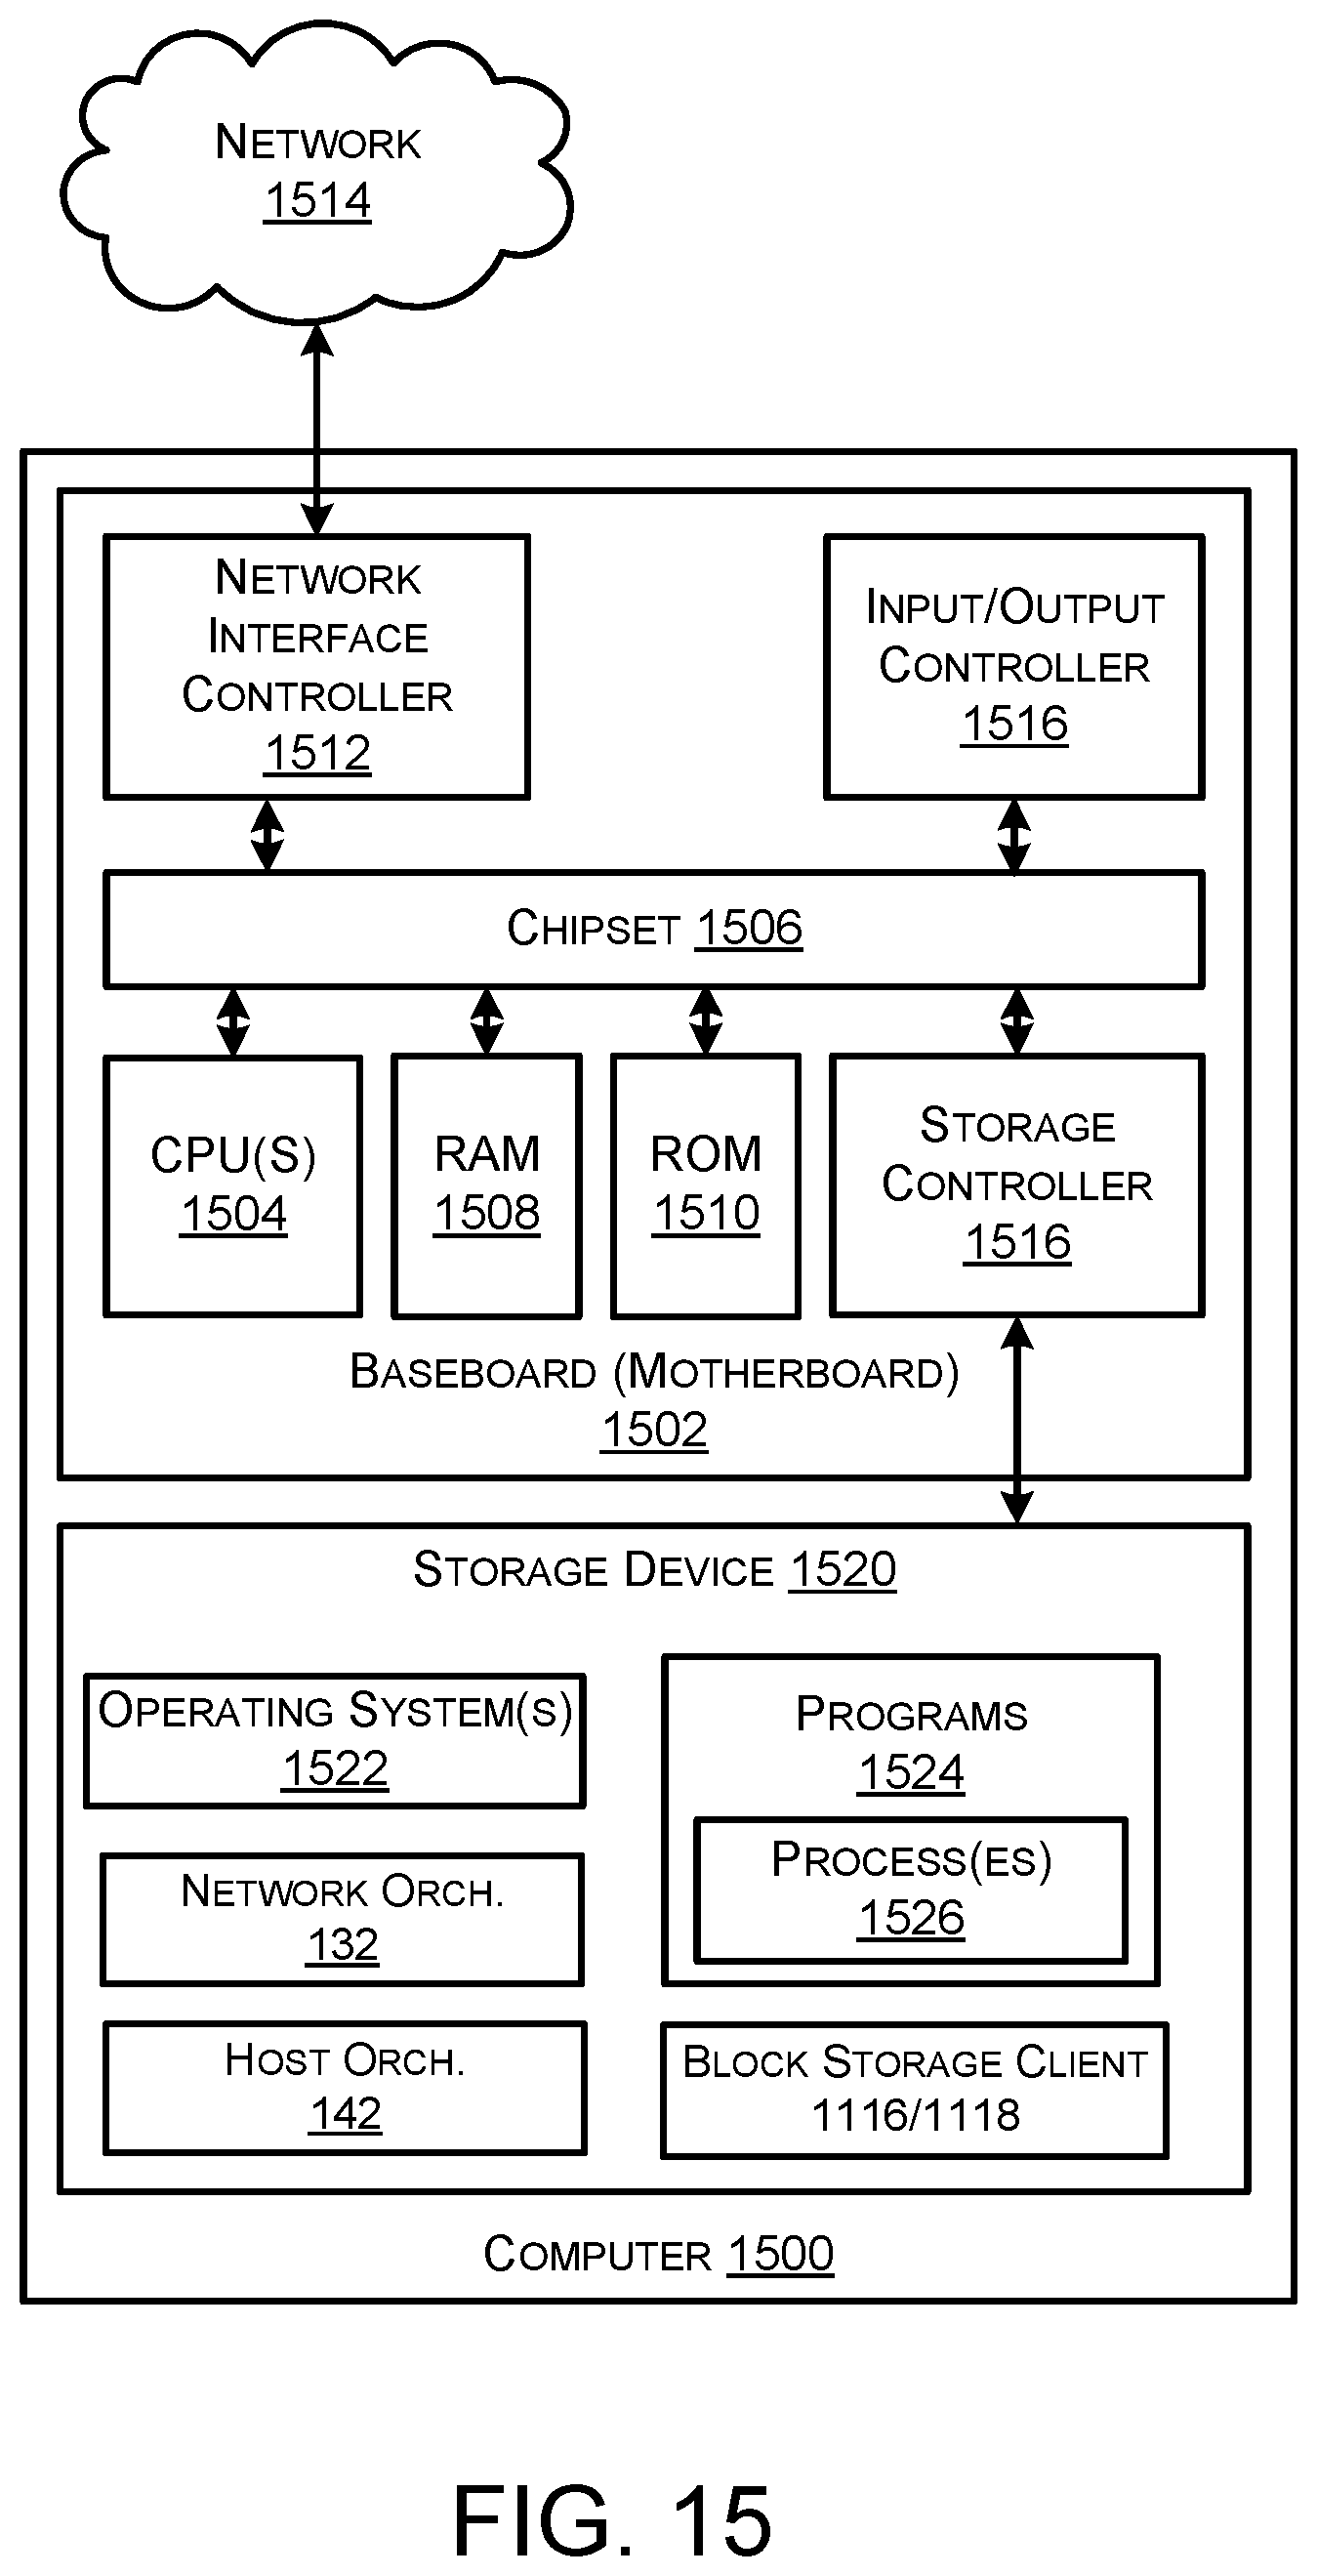 NETWORK
1514
NETWORK
INTERFACE
CONTROLLER
1512
INPUT/OUTPUT
CONTROLLER
1516
CHIPSET 1506
CPU(S)
1504
RAM
1508
ROM
1510
STORAGE
CONTROLLER
1516
BASEBOARD (MOTHERBOARD)
1502
STORAGE DEVICE 1520
OPERATING SYSTEM(S)
1522
PROGRAMS
1524
PROCESS(ES)
1526
NETWORK ORCH.
132
HOST ORCH.
142
BLOCK STORAGE CLIENT
1116/1118
COMPUTER 1500
FIG. 15